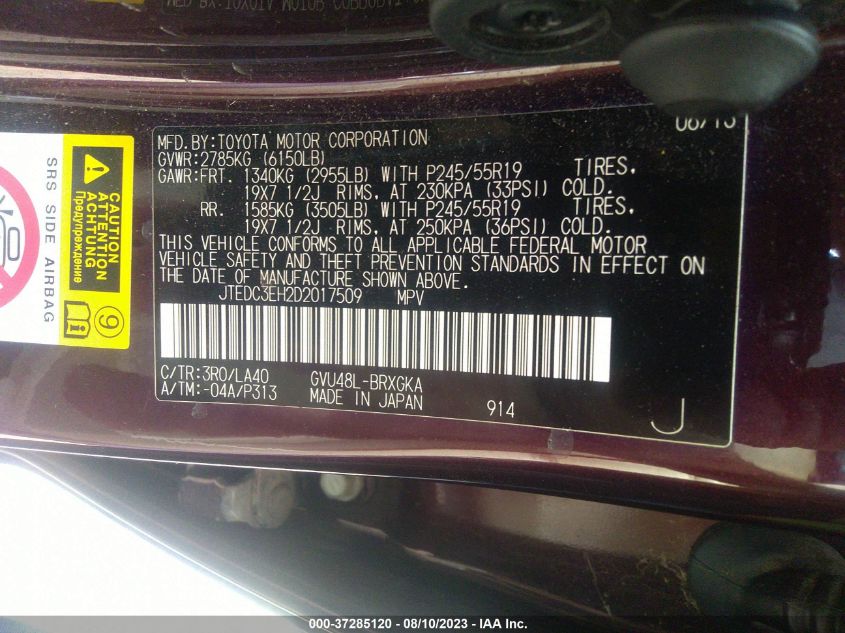 06/13
MFD.BY:TOYOTA MOTOR CORPORATION
GVWR:2785KG (6150LB)
GAWR:FRT. 1340KG (2955LB) WITH P245/55R19 TIRES.
19X7 1/2J RIMS. AT 230KPA (33PSI) COLD.
RR. 1585KG (3505LB) WITH P245/55R19 TIRES.
19X7 1/2J RIMS. AT 250KPA (36PSI) COLD.
THIS VEHICLE CONFORMS TO ALL APPLICABLE FEDERAL MOTOR
VEHICLE SAFETY AND THEFT PREVENTION STANDARDS IN EFFECT ON
THE DATE OF MANUFACTURE SHOWN ABOVE.
JTEDC3EH2D2017509 MPV
C/TR:3R0/LA40 GVU48L-BRXGKA
A/TM:-04A/P313 MADE IN JAPAN 914
J
SRS SIDE AIRBAG
CAUTION
ATTENTION
ACHTUNG
Предупреждение
9
000-37285120 - 08/10/2023 - IAA Inc.